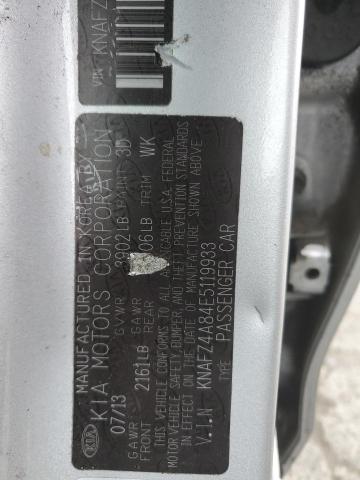 VIN KNAFZ
MANUFACTURED IN KOREA BY
KIA MOTORS CORPORATION
07/13 GVWR 3902LB PAINT 3D
GAWR FRONT 2161LB GAWR REAR 06LB TRIM WK
THIS VEHICLE CONFORMS TO ALL APPLICABLE U.S.A. FEDERAL
MOTOR VEHICLE SAFETY, BUMPER, AND THEFT PREVENTION STANDARDS
IN EFFECT ON THE DATE OF MANUFACTURE SHOWN ABOVE.
V.I.N KNAFZ4A84E5119933
TYPE PASSENGER CAR
KIA